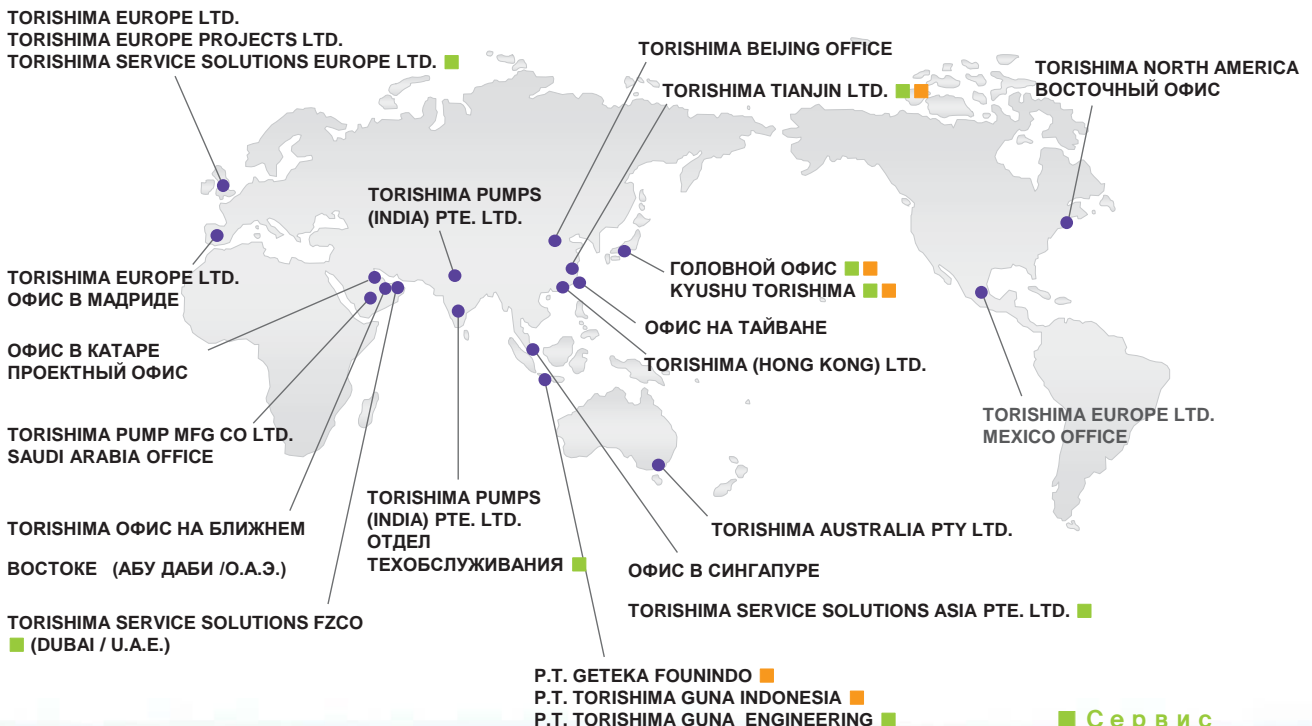 TORISHIMA EUROPE LTD.
TORISHIMA EUROPE PROJECTS LTD.
TORISHIMA SERVICE SOLUTIONS EUROPE LTD.
TORISHIMA BEIJING OFFICE
TORISHIMA TIANJIN LTD.
TORISHIMA NORTH AMERICA
ВОСТОЧНЫЙ ОФИС
TORISHIMA PUMPS
(INDIA) PTE. LTD.
TORISHIMA EUROPE LTD.
ОФИС В МАДРИДЕ
ГОЛОВНОЙ ОФИС
KYUSHU TORISHIMA
ОФИС НА ТАЙВАНЕ
TORISHIMA (HONG KONG) LTD.
ОФИС В КАТАРЕ
ПРОЕКТНЫЙ ОФИС
TORISHIMA EUROPE LTD.
MEXICO OFFICE
TORISHIMA PUMP MFG CO LTD.
SAUDI ARABIA OFFICE
TORISHIMA PUMPS
(INDIA) PTE. LTD.
ОТДЕЛ
ТЕХОБСЛУЖИВАНИЯ
TORISHIMA AUSTRALIA PTY LTD.
TORISHIMA ОФИС НА БЛИЖНЕМ
ВОСТОКЕ (АБУ ДАБИ /О.А.Э.)
ОФИС В СИНГАПУРЕ
TORISHIMA SERVICE SOLUTIONS ASIA PTE. LTD.
TORISHIMA SERVICE SOLUTIONS FZCO
(DUBAI / U.A.E.)
P.T. GETEKA FOUNINDO
P.T. TORISHIMA GUNA INDONESIA
P.T. TORISHIMA GUNA ENGINEERING
Сервис